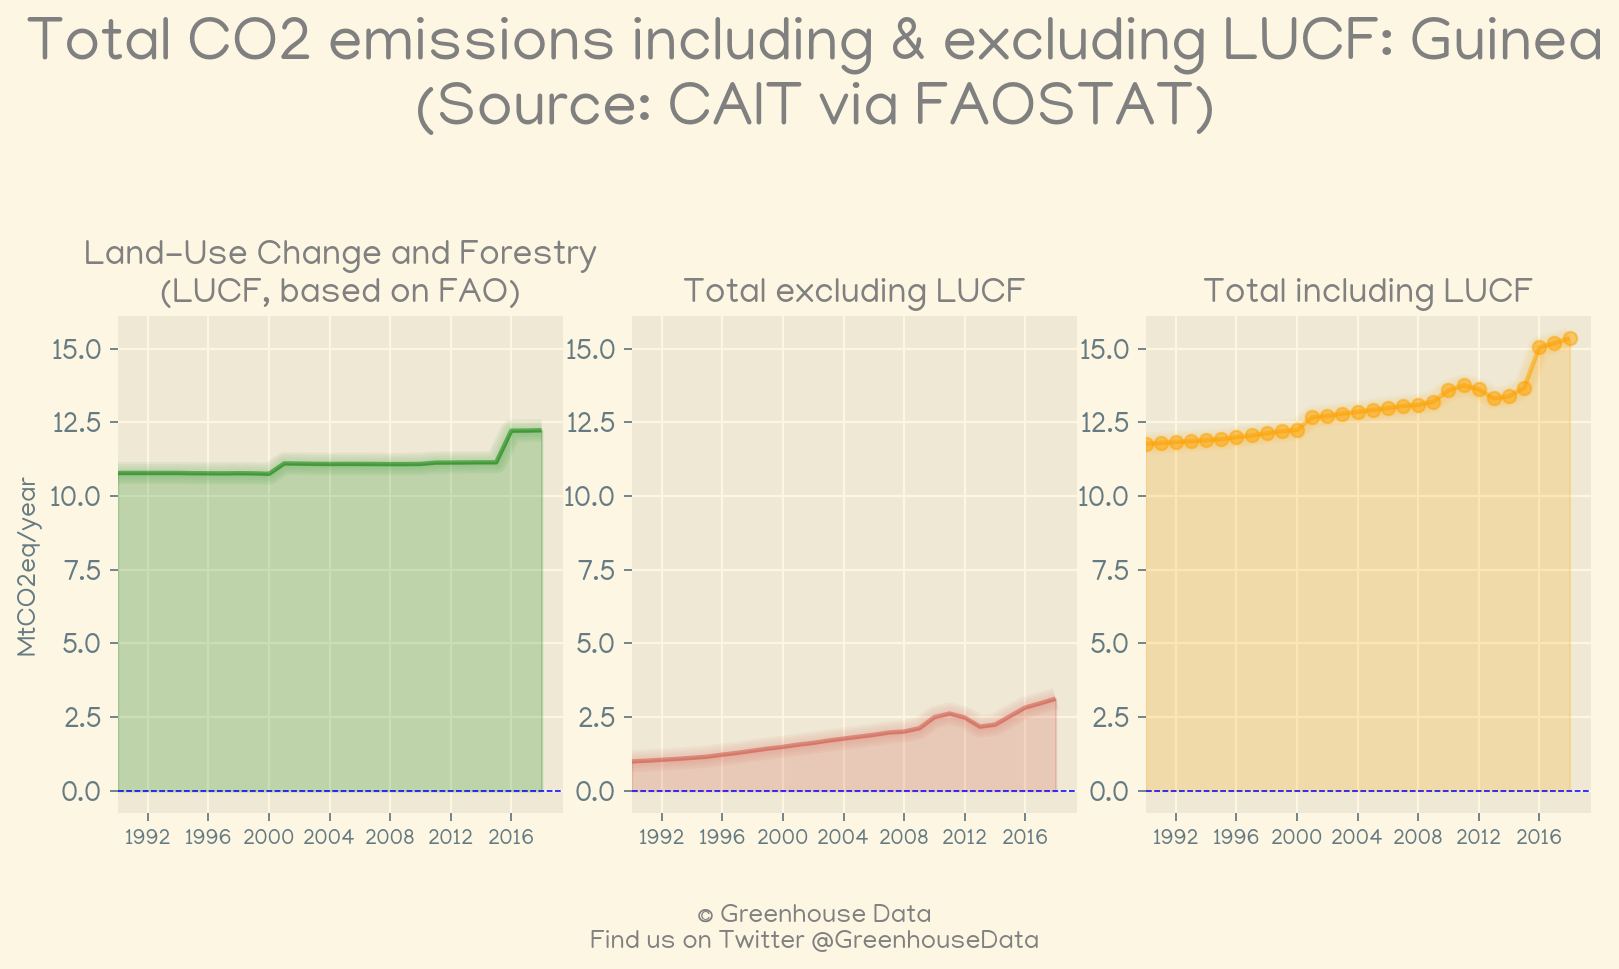 Total CO2 emissions including & excluding LUCF: Guinea
(Source: CAIT via FAOSTAT)
Land-Use Change and Forestry
(LUCF, based on FAO)
Total excluding LUCF
Total including LUCF
MtCO2eq/year
15.0
12.5
10.0
7.5
5.0
2.5
0.0
1992 1996 2000 2004 2008 2012 2016
15.0
12.5
10.0
7.5
5.0
2.5
0.0
1992 1996 2000 2004 2008 2012 2016
15.0
12.5
10.0
7.5
5.0
2.5
0.0
1992 1996 2000 2004 2008 2012 2016
© Greenhouse Data
Find us on Twitter @GreenhouseData